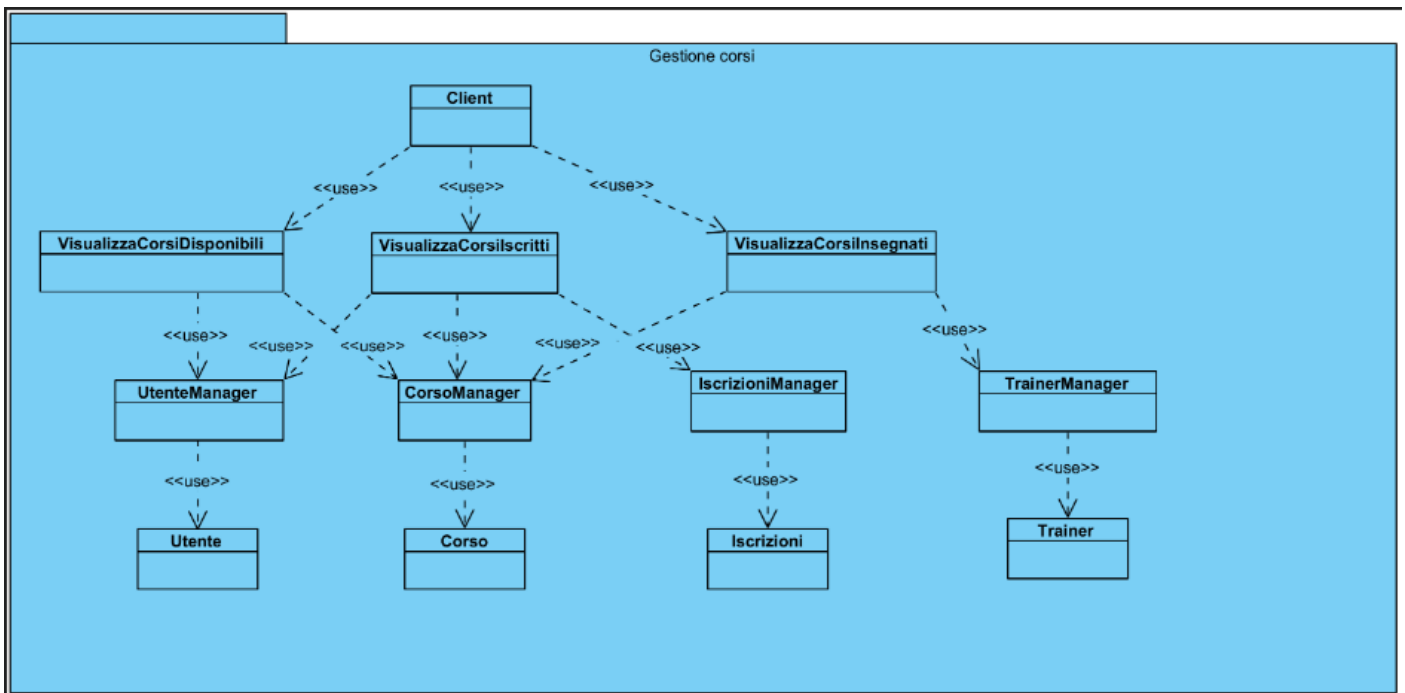 Gestione corsi
Client
<<use>>
<<use>>
<<use>>
VisualizzaCorsiDisponibili
VisualizzaCorsiIscritti
VisualizzaCorsiInsegnati
<<use>>
<<use>>
<<use>>
<<use>>
<<use>>
<<use>>
<<use>>
UtenteManager
CorsoManager
IscrizioniManager
TrainerManager
<<use>>
<<use>>
<<use>>
<<use>>
Utente
Corso
Iscrizioni
Trainer